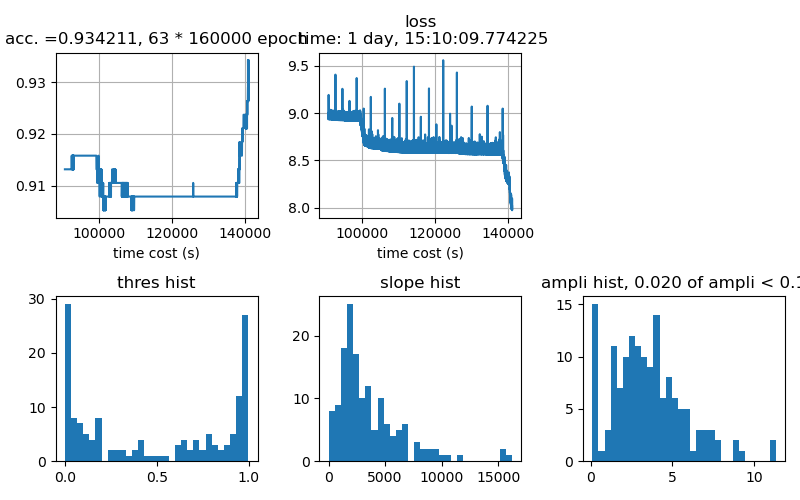 loss
acc. =0.934211, 63 * 160000 epoch
time: 1 day, 15:10:09.774225
0.93
0.92
0.91
100000 120000 140000
time cost (s)
9.5
9.0
8.5
8.0
100000 120000 140000
time cost (s)
thres hist
slope hist
ampli hist, 0.020 of ampli < 0.1
30
20
10
0
0.0 0.5 1.0
25
20
15
10
5
0
0 5000 10000 15000
15
10
5
0
0 5 10